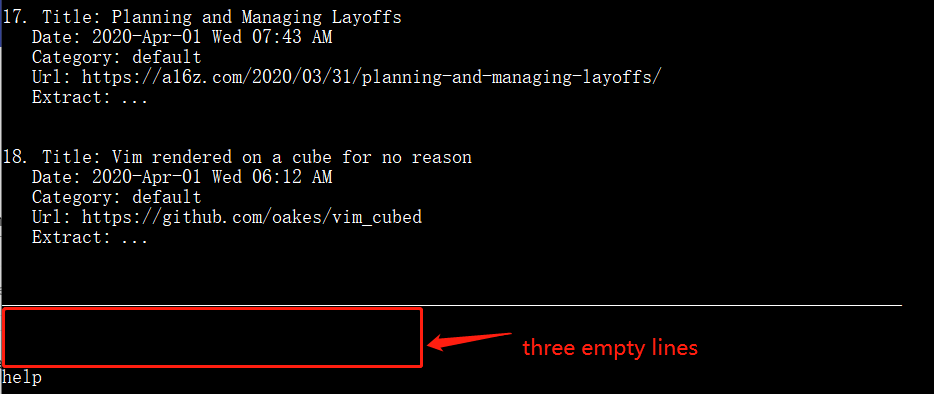 17. Title: Planning and Managing Layoffs
Date: 2020-Apr-01 Wed 07:43 AM
Category: default
Url: https://a16z.com/2020/03/31/planning-and-managing-layoffs/
Extract: ...
18. Title: Vim rendered on a cube for no reason
Date: 2020-Apr-01 Wed 06:12 AM
Category: default
Url: https://github.com/oakes/vim_cubed
Extract: ...
three empty lines
help